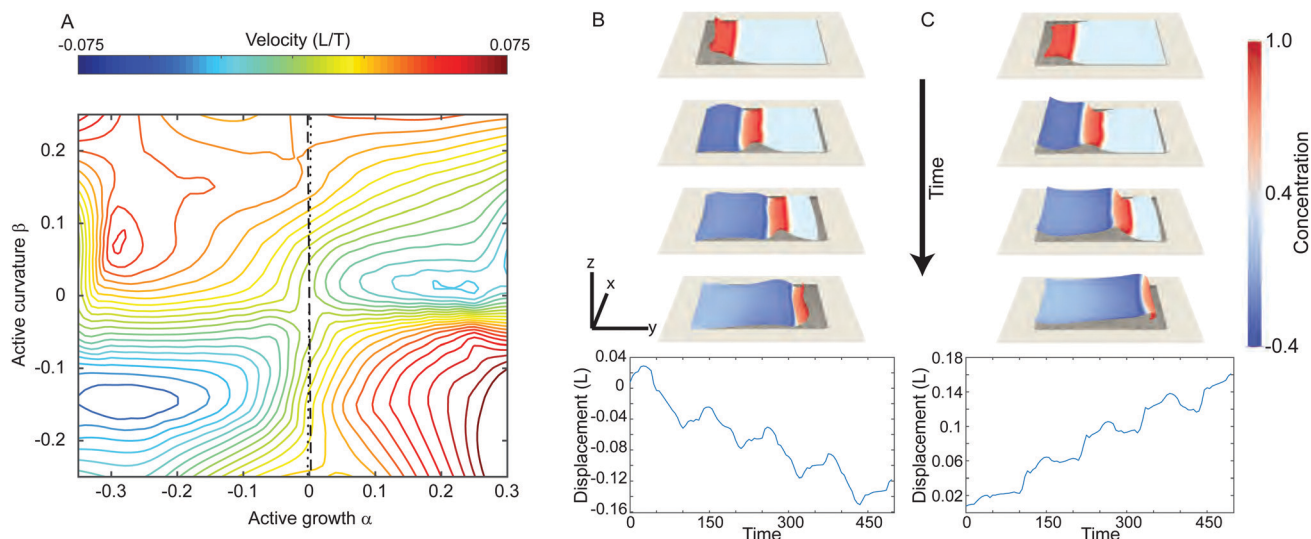 A
Velocity (L/T)
-0.075
0.075
Active curvature β
0.2
0.1
0
-0.1
-0.2
-0.3
-0.2
-0.1
0
0.1
0.2
0.3
Active growth α
B
C
Time
z
x
y
1.0
0.4
-0.4
Concentration
Displacement (L)
0.04
0
-0.04
-0.08
-0.12
-0.16
0
150
300
450
Time
Displacement (L)
0.18
0.14
0.10
0.06
0.02
0
150
300
450
Time